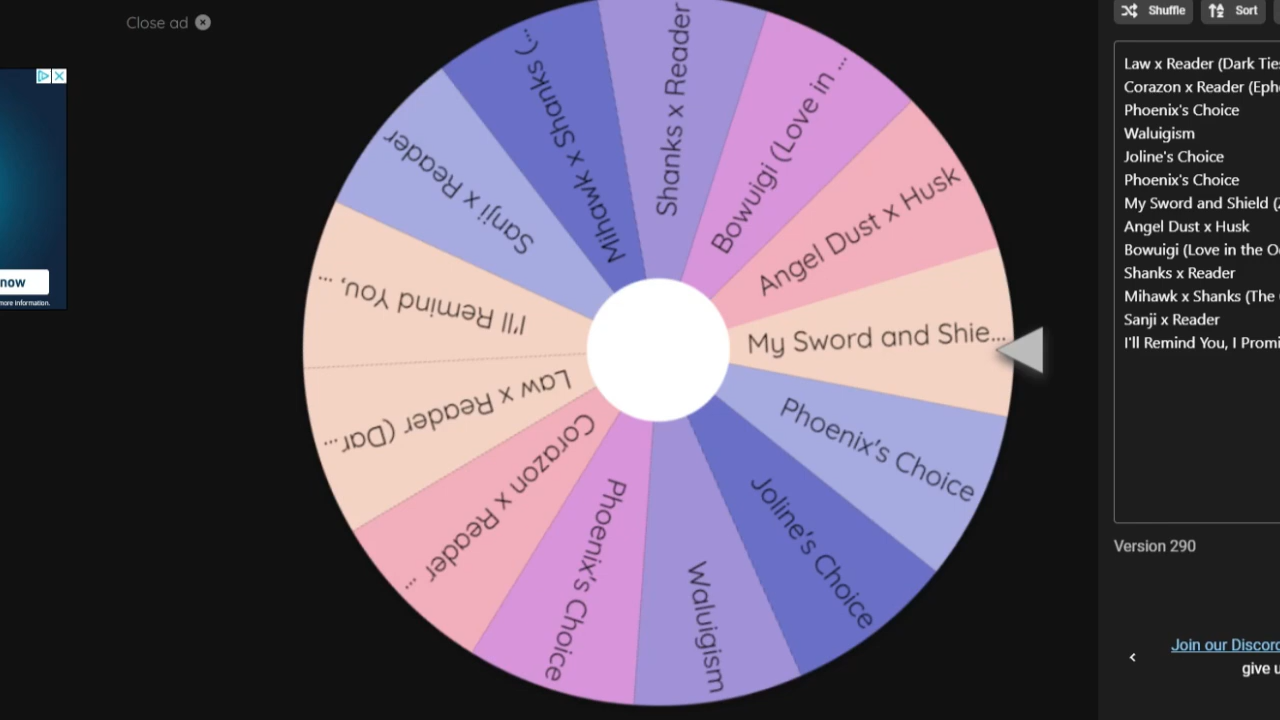 Close ad
now
more information.
Shanks x Reader
Bowuigi (Love in ...
Angel Dust x Husk
My Sword and Shie...
Phoenix's Choice
Joline's Choice
Waluigism
Phoenix's Choice
Corazon x Reader ...
Law x Reader (Dar...
I'll Remind You, ...
Sanji x Reader
Mihawk x Shanks (...
Shuffle
Sort
Law x Reader (Dark Ties
Corazon x Reader (Eph
Phoenix's Choice
Waluigism
Joline's Choice
Phoenix's Choice
My Sword and Shield (
Angel Dust x Husk
Bowuigi (Love in the O
Shanks x Reader
Mihawk x Shanks (The
Sanji x Reader
I'll Remind You, I Promi
Version 290
Join our Discord
give u